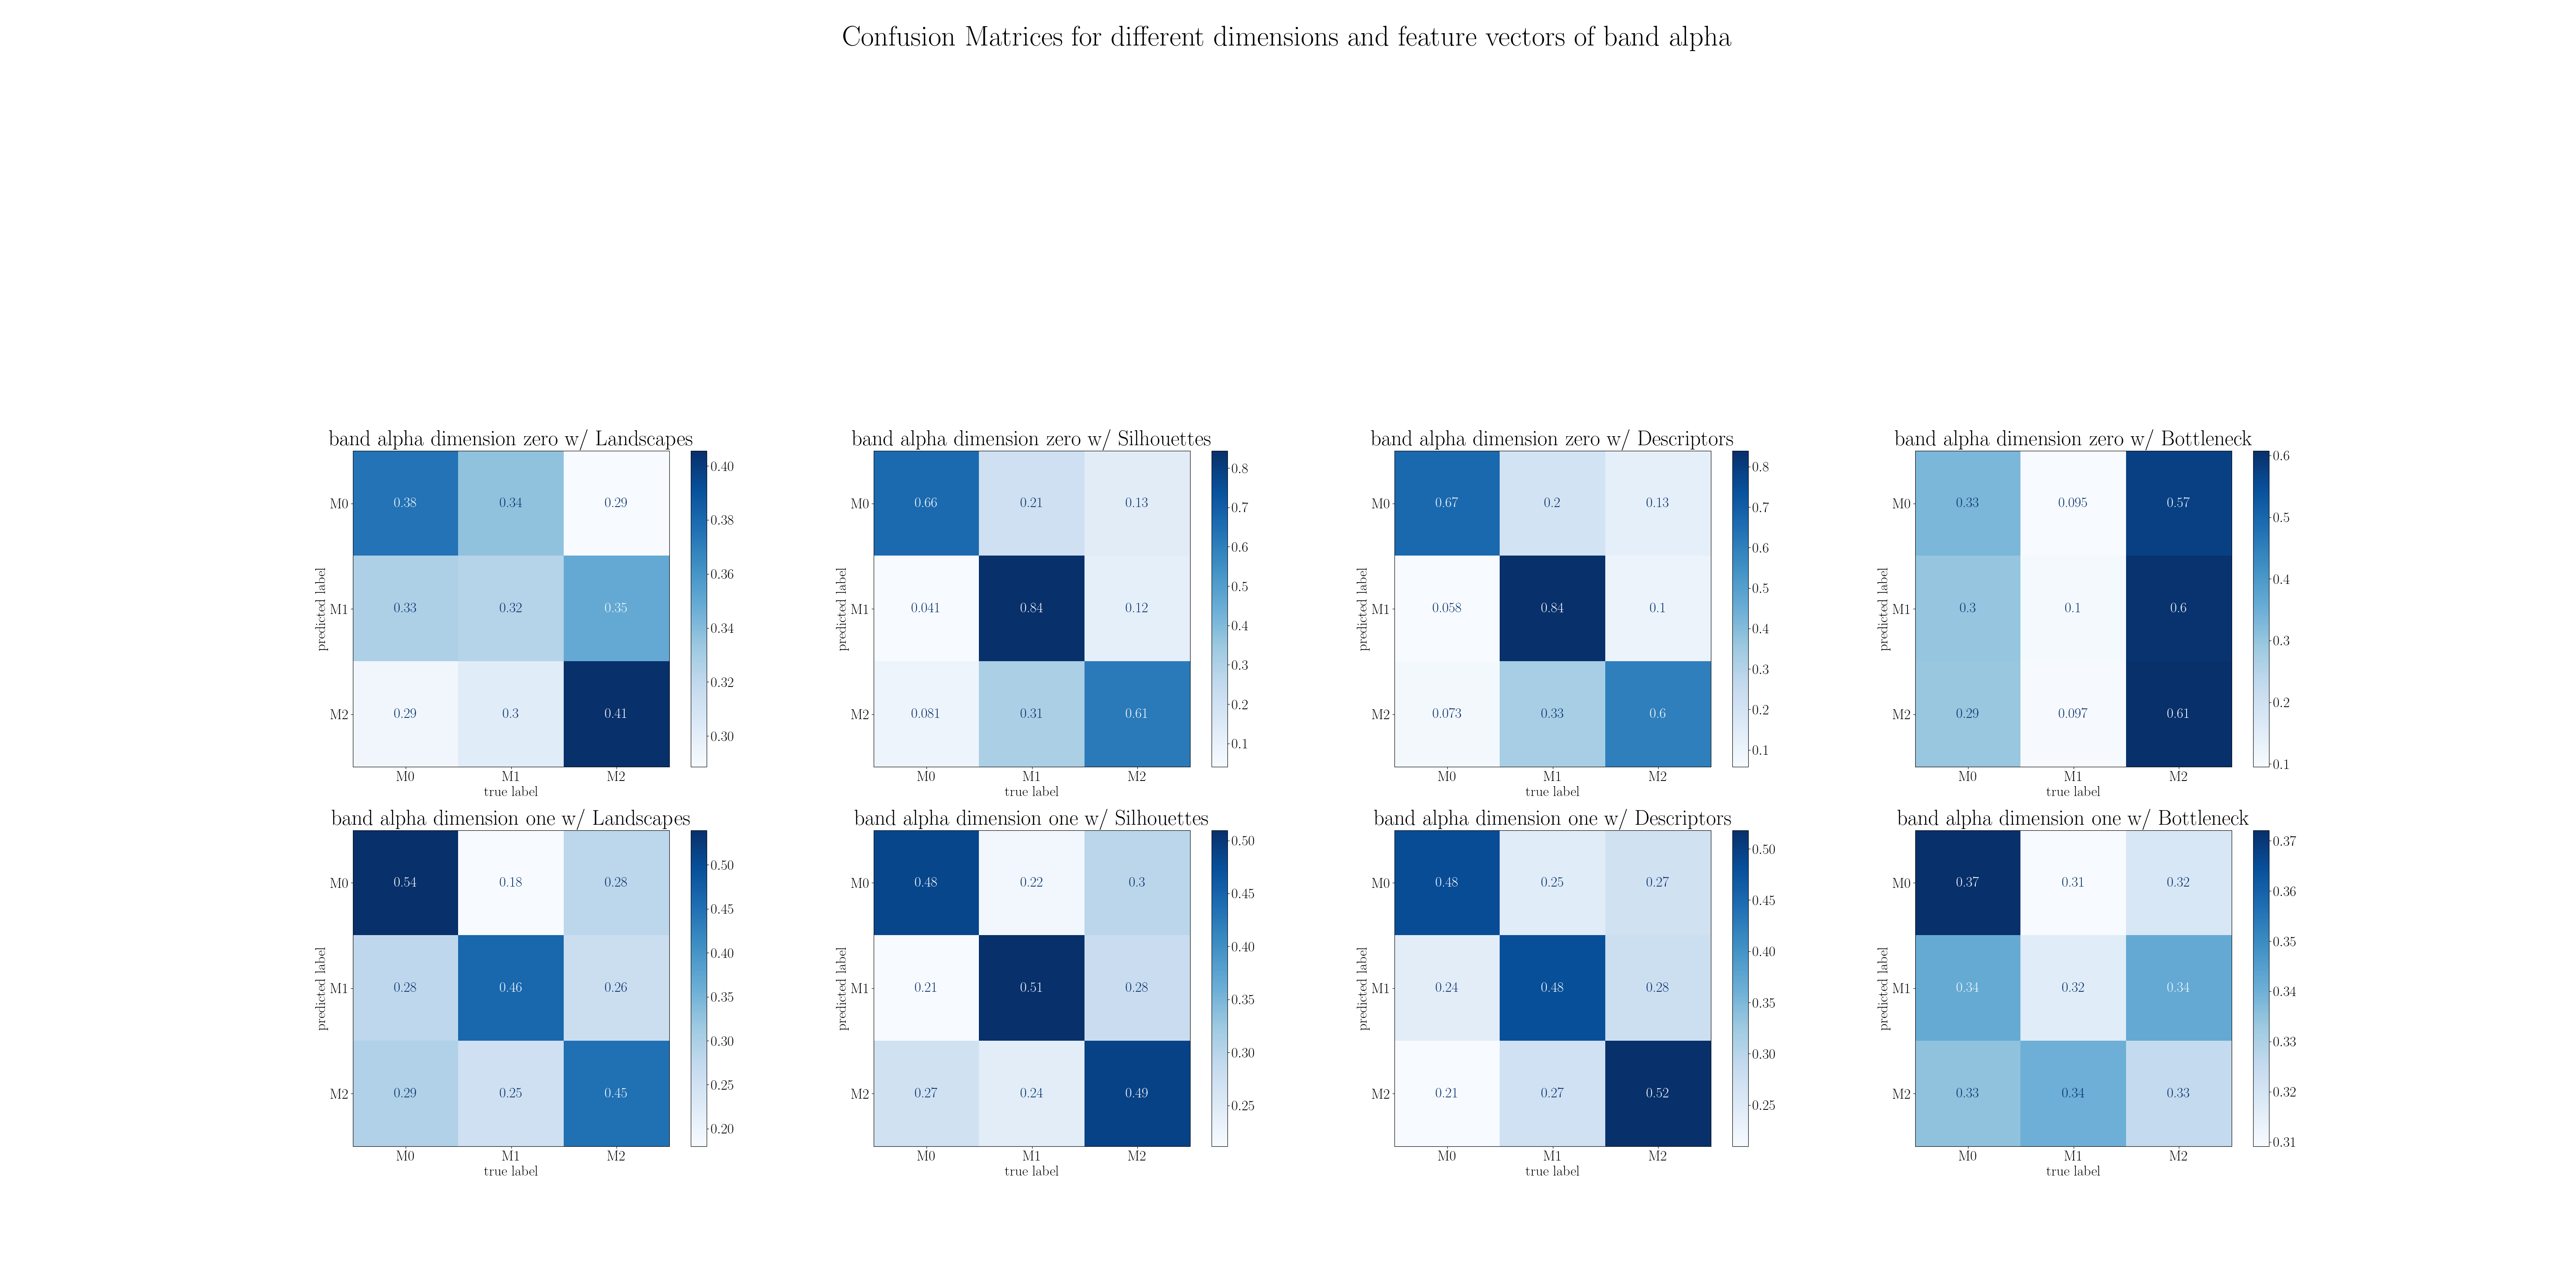 Confusion Matrices for different dimensions and feature vectors of band alpha
band alpha dimension zero w/ Landscapes
predicted label
M0 0.38 0.34 0.29
M1 0.33 0.32 0.35
M2 0.29 0.3 0.41
M0 M1 M2
true label
0.40
0.38
0.36
0.34
0.32
0.30
band alpha dimension zero w/ Silhouettes
predicted label
M0 0.66 0.21 0.13
M1 0.041 0.84 0.12
M2 0.081 0.31 0.61
M0 M1 M2
true label
0.8
0.7
0.6
0.5
0.4
0.3
0.2
0.1
band alpha dimension zero w/ Descriptors
predicted label
M0 0.67 0.2 0.13
M1 0.058 0.84 0.1
M2 0.073 0.33 0.6
M0 M1 M2
true label
0.8
0.7
0.6
0.5
0.4
0.3
0.2
0.1
band alpha dimension zero w/ Bottleneck
predicted label
M0 0.33 0.095 0.57
M1 0.3 0.1 0.6
M2 0.29 0.097 0.61
M0 M1 M2
true label
0.6
0.5
0.4
0.3
0.2
0.1
band alpha dimension one w/ Landscapes
predicted label
M0 0.54 0.18 0.28
M1 0.28 0.46 0.26
M2 0.29 0.25 0.45
M0 M1 M2
true label
0.50
0.45
0.40
0.35
0.30
0.25
0.20
band alpha dimension one w/ Silhouettes
predicted label
M0 0.48 0.22 0.3
M1 0.21 0.51 0.28
M2 0.27 0.24 0.49
M0 M1 M2
true label
0.50
0.45
0.40
0.35
0.30
0.25
band alpha dimension one w/ Descriptors
predicted label
M0 0.48 0.25 0.27
M1 0.24 0.48 0.28
M2 0.21 0.27 0.52
M0 M1 M2
true label
0.50
0.45
0.40
0.35
0.30
0.25
band alpha dimension one w/ Bottleneck
predicted label
M0 0.37 0.31 0.32
M1 0.34 0.32 0.34
M2 0.33 0.34 0.33
M0 M1 M2
true label
0.37
0.36
0.35
0.34
0.33
0.32
0.31